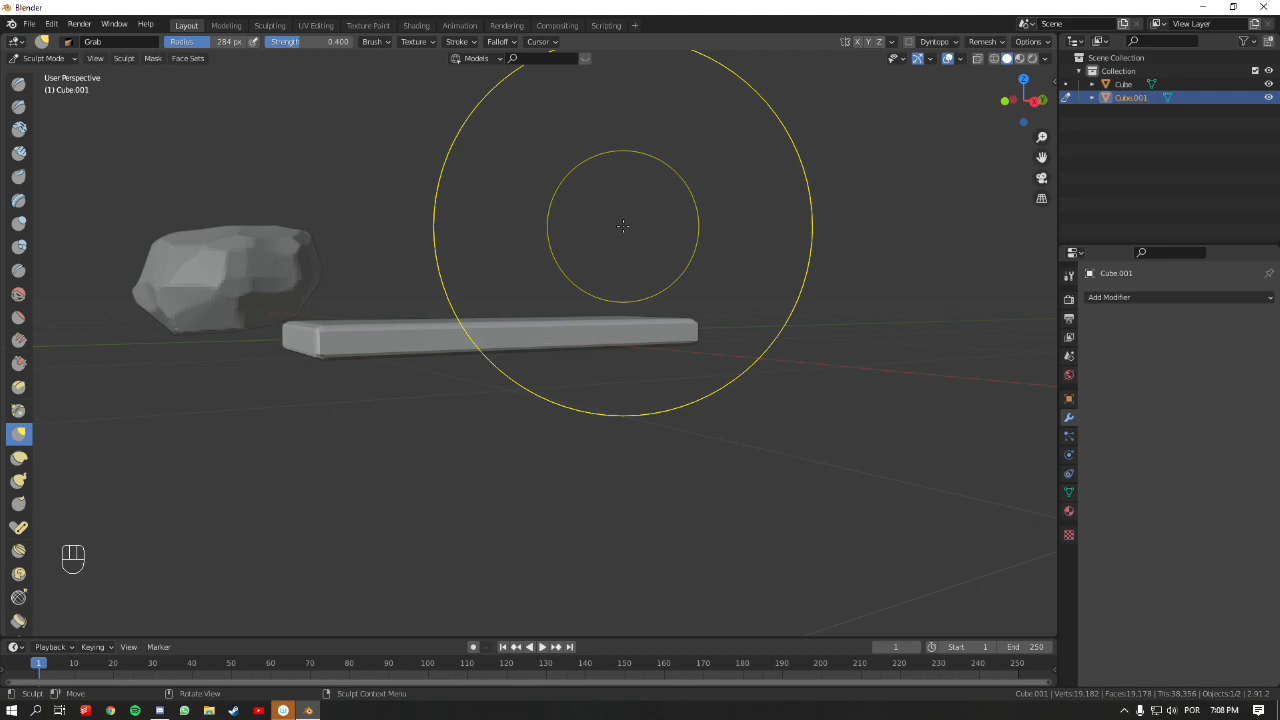 Blender
File Edit Render Window Help Layout Modeling Sculpting UV Editing Texture Paint Shading Animation Rendering Compositing Scripting + Scene View Layer
Grab Radius 284 px Strength 0.400 Brush Texture Stroke Falloff Cursor X Y Z Dyntopo Remesh Options
Sculpt Mode View Sculpt Mask Face Sets Models
User Perspective
(1) Cube.001
Scene Collection
Collection
Cube
Cube.001
Z
X Y
Cube.001
Add Modifier
Playback Keying View Marker 1 Start 1 End 250
1 10 20 30 40 50 60 70 80 90 100 110 120 130 140 150 160 170 180 190 200 210 220 230 240 250
Sculpt Move Rotate View Sculpt Context Menu Cube.001 | Verts:19,182 | Faces:19,178 | Tris:38,356 | Objects:1/2 | 2.91.2
POR 7:08 PM